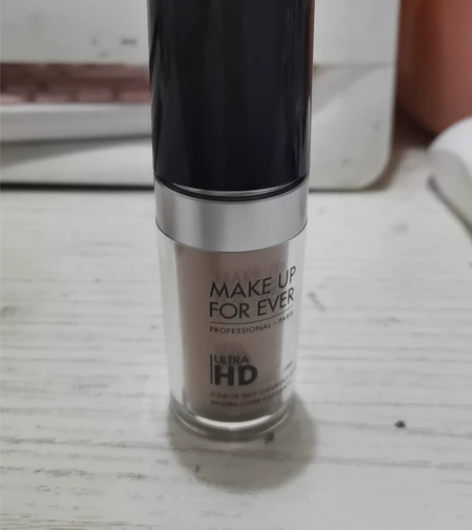 MAKE UP
FOR EVER
PROFESSIONAL - PARIS
ULTRA
HD